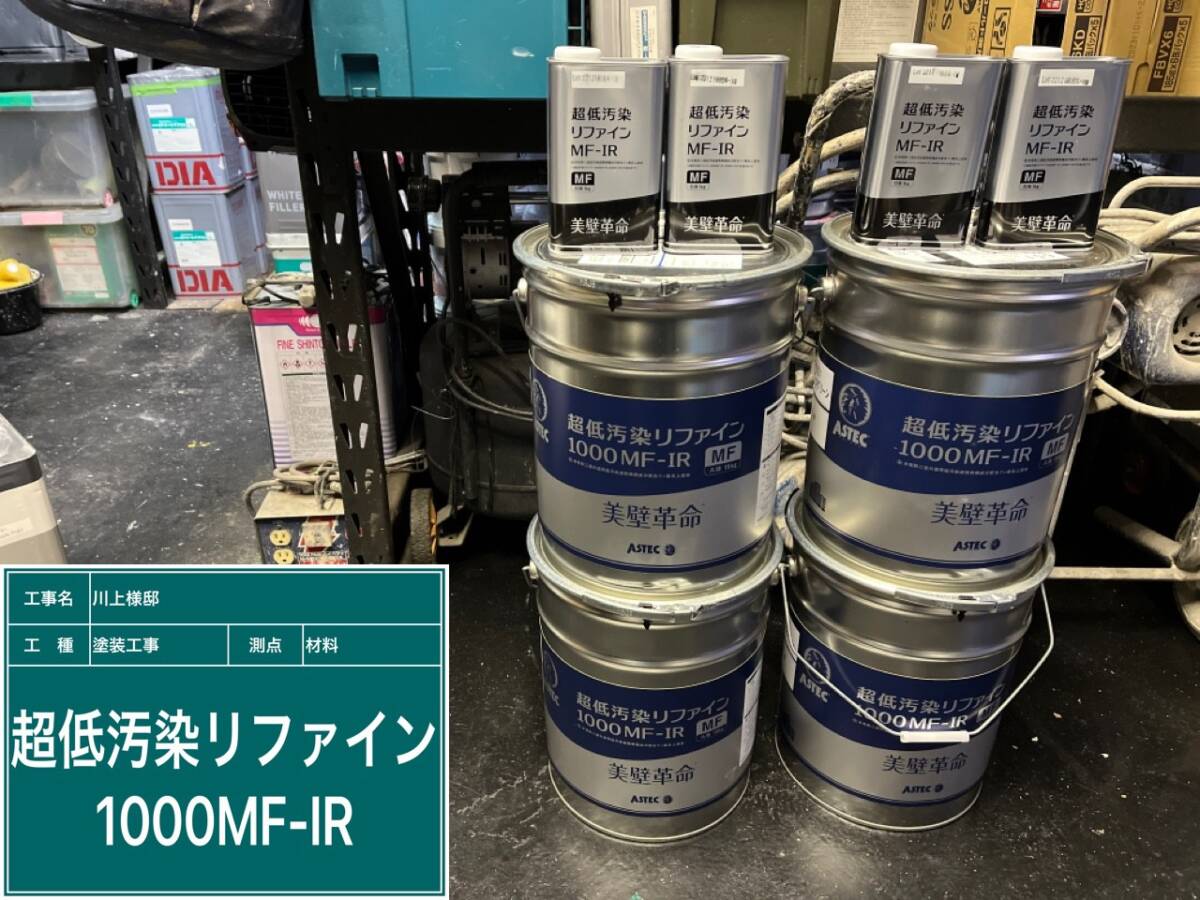 DIA
DIA
WHITE
FILLER
FINE SHINTO
FBVX6
超低汚染
リファイン
MF-IR
MF
美壁革命
超低汚染
リファイン
MF-IR
MF
美壁革命
超低汚染
リファイン
MF-IR
MF
美壁革命
超低汚染
リファイン
MF-IR
MF
美壁革命
ASTEC
超低汚染リファイン
1000MF-IR
MF
美壁革命
ASTEC
ASTEC
超低汚染リファイン
1000MF-IR
MF
美壁革命
ASTEC
ASTEC
超低汚染リファイン
1000MF-IR
MF
美壁革命
ASTEC
ASTEC
超低汚染リファイン
1000MF-IR
美壁革命
ASTEC
工事名 川上様邸
工 種 塗装工事 測点 材料
超低汚染リファイン
1000MF-IR